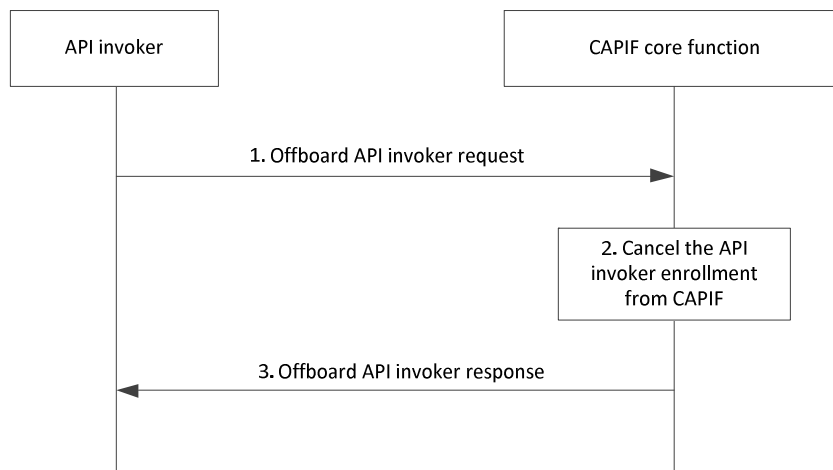 API invoker
CAPIF core function
1. Offboard API invoker request
2. Cancel the API
invoker enrollment
from CAPIF
3. Offboard API invoker response